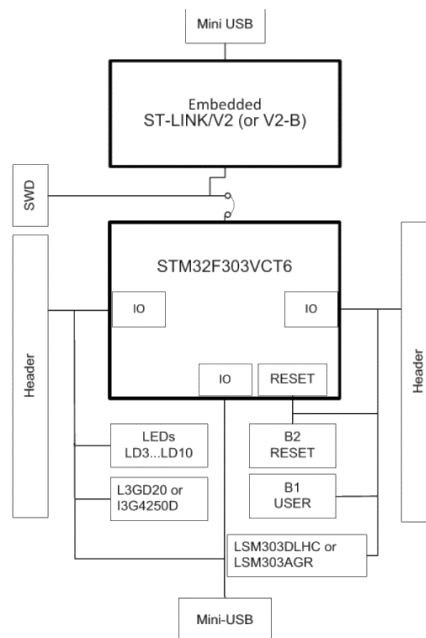 Mini USB
Embedded
ST-LINK/V2 (or V2-B)
SWD
STM32F303VCT6
IO
IO
Header
Header
IO
RESET
LEDs
LD3...LD10
B2
RESET
L3GD20 or
I3G4250D
B1
USER
LSM303DLHC or
LSM303AGR
Mini-USB